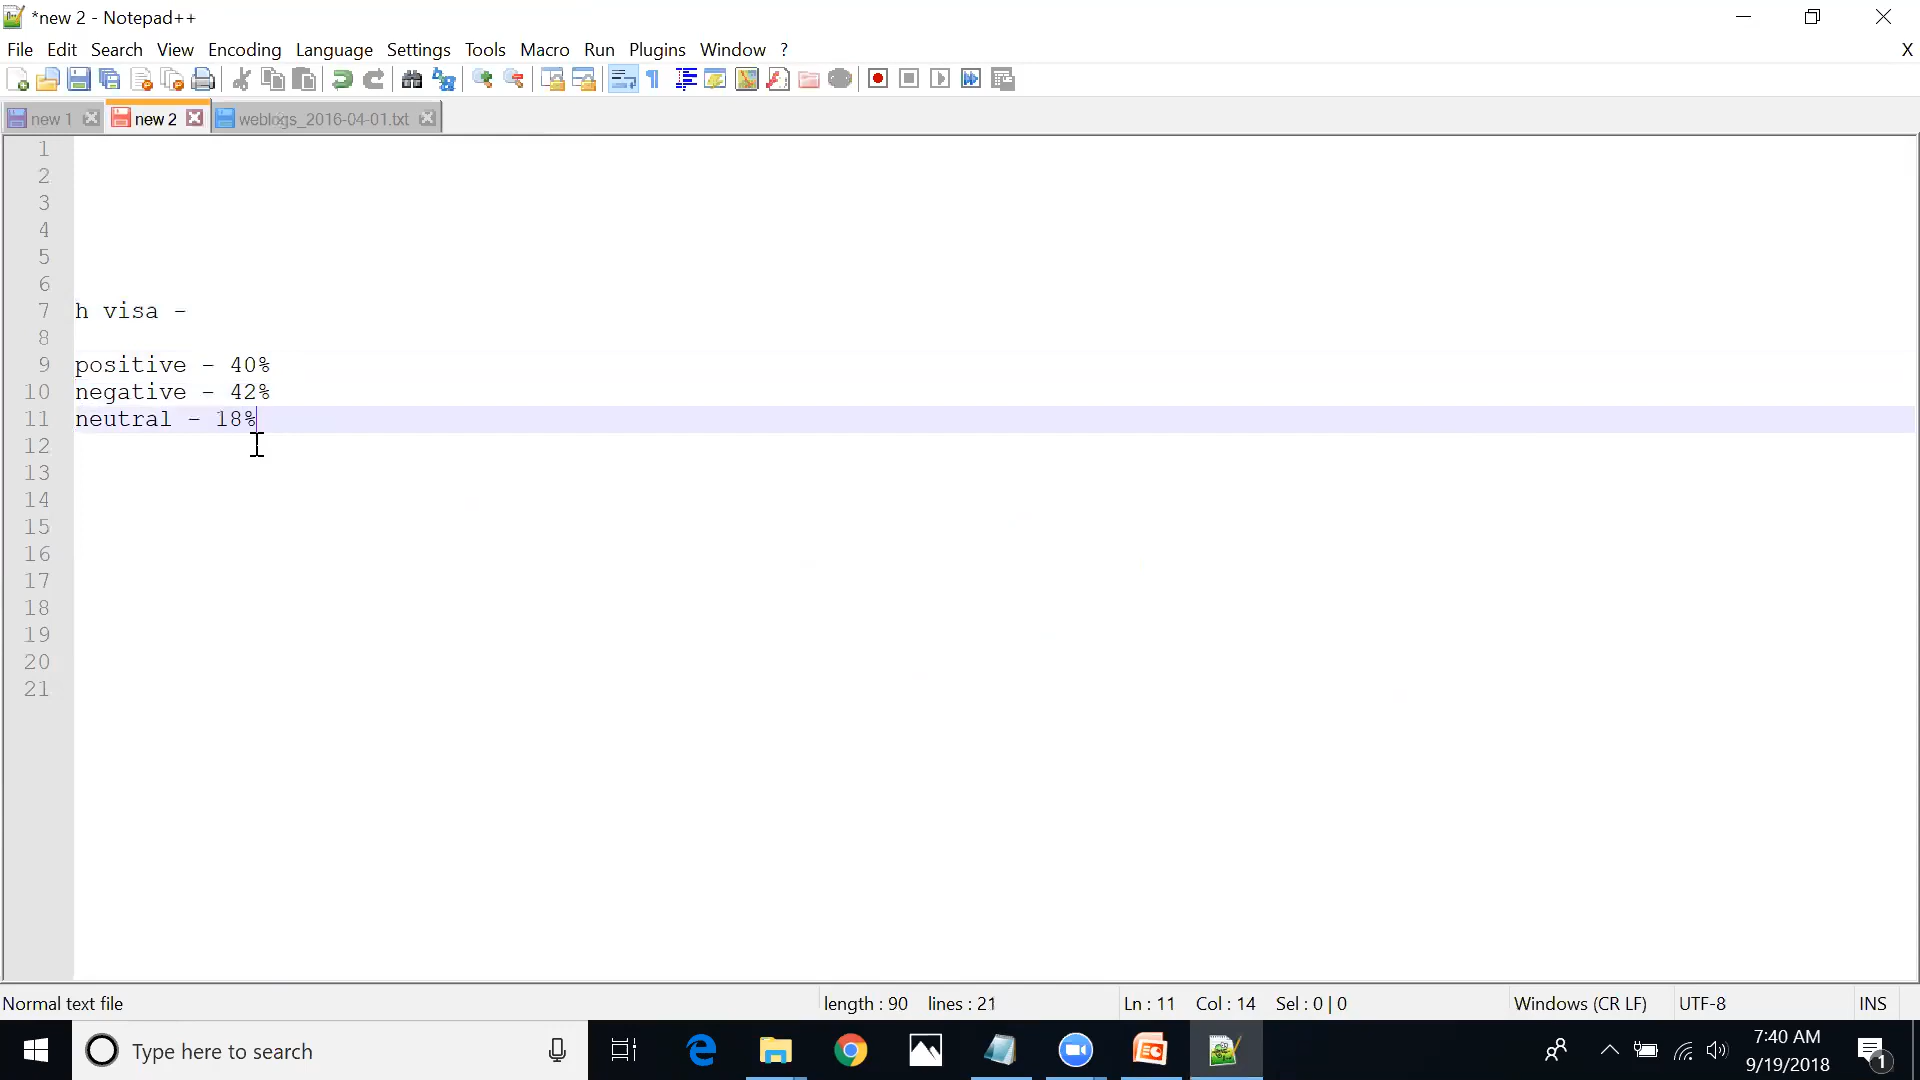 *new 2 - Notepad++
File Edit Search View Encoding Language Settings Tools Macro Run Plugins Window ? X
new 1 new 2 weblogs_2016-04-01.txt
1
2
3
4
5
6
7 h visa -
8
9 positive - 40%
10 negative - 42%
11 neutral - 18%
12
13
14
15
16
17
18
19
20
21
Normal text file length : 90 lines : 21 Ln : 11 Col : 14 Sel : 0 | 0 Windows (CR LF) UTF-8 INS
Type here to search
7:40 AM
9/19/2018
1